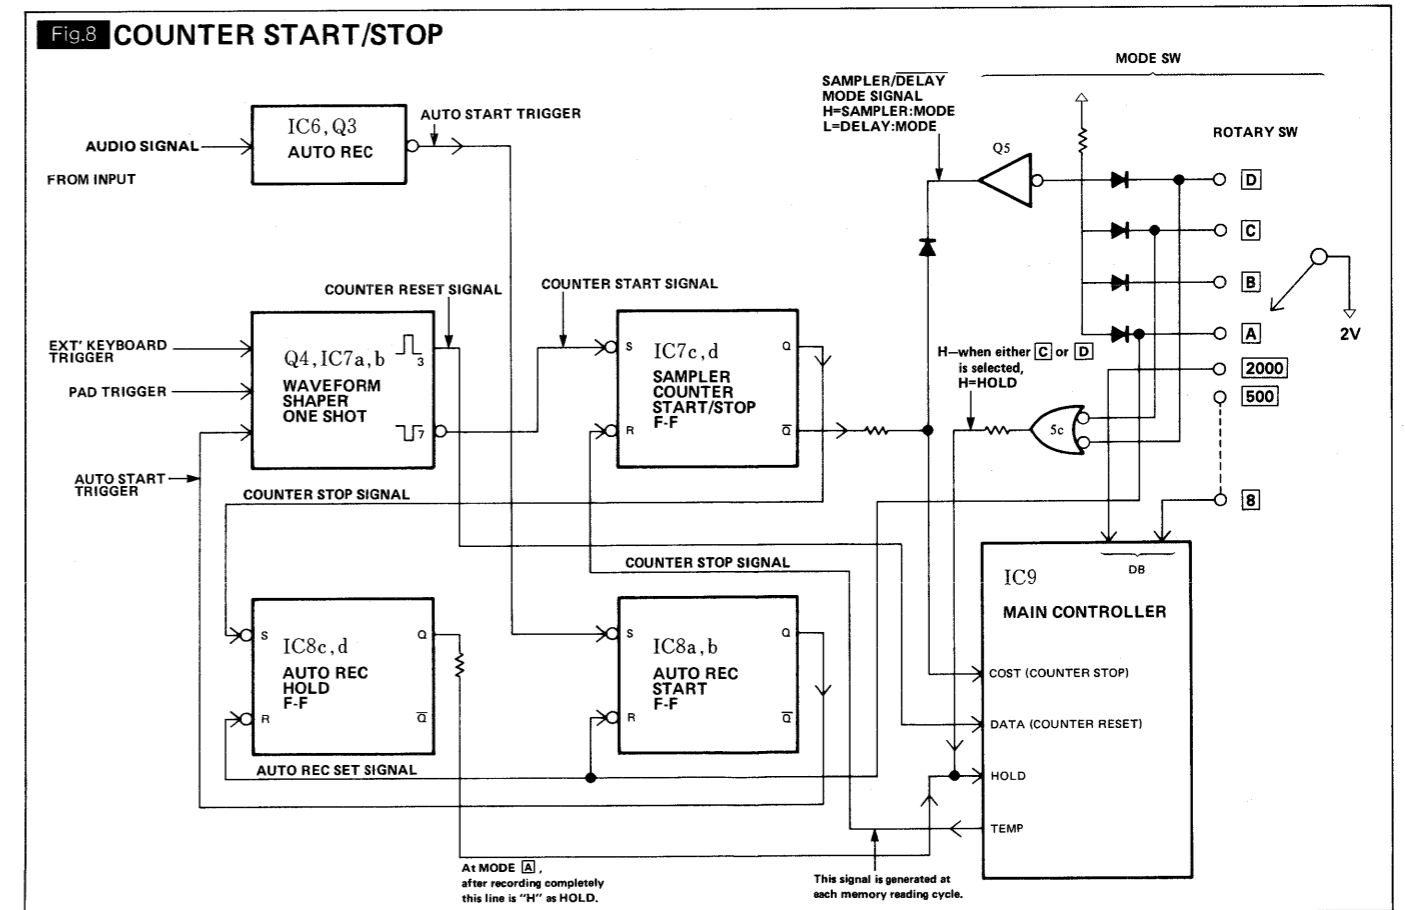 Fig.8 COUNTER START/STOP
MODE SW
SAMPLER/DELAY
MODE SIGNAL
H=SAMPLER:MODE
L=DELAY:MODE
ROTARY SW
AUTO START TRIGGER
IC6, Q3
AUTO REC
AUDIO SIGNAL
FROM INPUT
Q5
D
C
B
A
2V
2000
500
8
COUNTER RESET SIGNAL
COUNTER START SIGNAL
EXT' KEYBOARD
TRIGGER
PAD TRIGGER
AUTO START
TRIGGER
Q4, IC7a, b
WAVEFORM
SHAPER
ONE SHOT
3
7
S
R
IC7c, d
SAMPLER
COUNTER
START/STOP
F-F
Q
Q̅
H—when either C or D
is selected,
H=HOLD
5c
COUNTER STOP SIGNAL
COUNTER STOP SIGNAL
DB
IC9
MAIN CONTROLLER
COST (COUNTER STOP)
DATA (COUNTER RESET)
HOLD
TEMP
S
R
IC8c, d
AUTO REC
HOLD
F-F
Q
Q̅
S
R
IC8a, b
AUTO REC
START
F-F
Q
Q̅
AUTO REC SET SIGNAL
At MODE A ,
after recording completely
this line is "H" as HOLD.
This signal is generated at
each memory reading cycle.